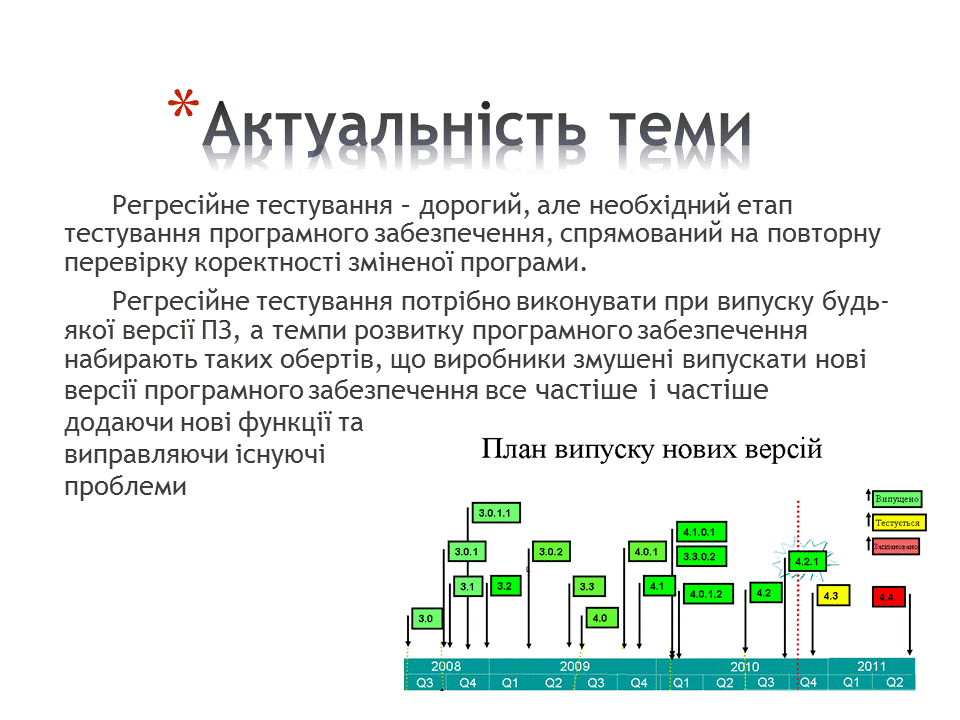 * Актуальність теми
Регресійне тестування – дорогий, але необхідний етап
тестування програмного забезпечення, спрямований на повторну
перевірку коректності зміненої програми.
Регресійне тестування потрібно виконувати при випуску будь-
якої версії ПЗ, а темпи розвитку програмного забезпечення
набирають таких обертів, що виробники змушені випускати нові
версії програмного забезпечення все частіше і частіше
додаючи нові функції та
виправляючи існуючі
проблеми
План випуску нових версій
Випущено
Тестується
Заплановано
3.0.1.1
4.1.0.1
3.0.1
3.0.2
4.0.1
3.3.0.2
4.2.1
3.1
3.2
3.3
4.1
4.0.1.2
4.2
4.3
4.4
3.0
4.0
2008 2009 2010 2011
Q3 Q4 Q1 Q2 Q3 Q4 Q1 Q2 Q3 Q4 Q1 Q2